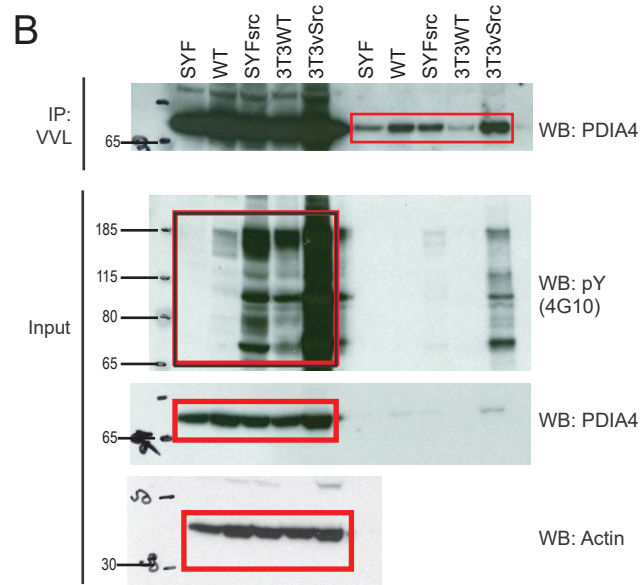 B
SYF WT SYFsrc 3T3WT 3T3vSrc SYF WT SYFsrc 3T3WT 3T3vSrc
IP:
VVL
65
WB: PDIA4
Input
185
115
80
65
WB: pY
(4G10)
65
WB: PDIA4
50
30
WB: Actin